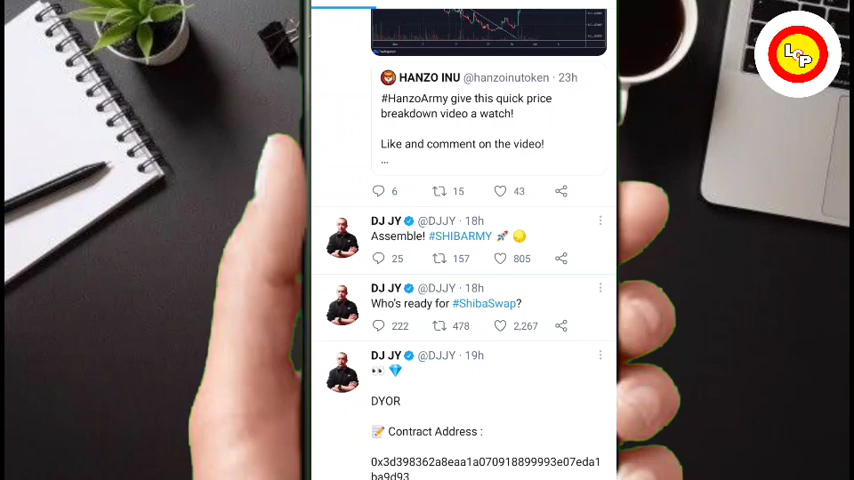 HANZO INU @hanzoinutoken · 23h
#HanzoArmy give this quick price
breakdown video a watch!
Like and comment on the video!
...
6 15 43
DJ JY @DJJY · 18h
Assemble! #SHIBARMY 🚀 🌕
25 157 805
DJ JY @DJJY · 18h
Who's ready for #ShibaSwap?
222 478 2,267
DJ JY @DJJY · 19h
👀 💎
DYOR
📝 Contract Address :
0x3d398362a8eaa1a070918899993e07eda1
ba9d93
LCP